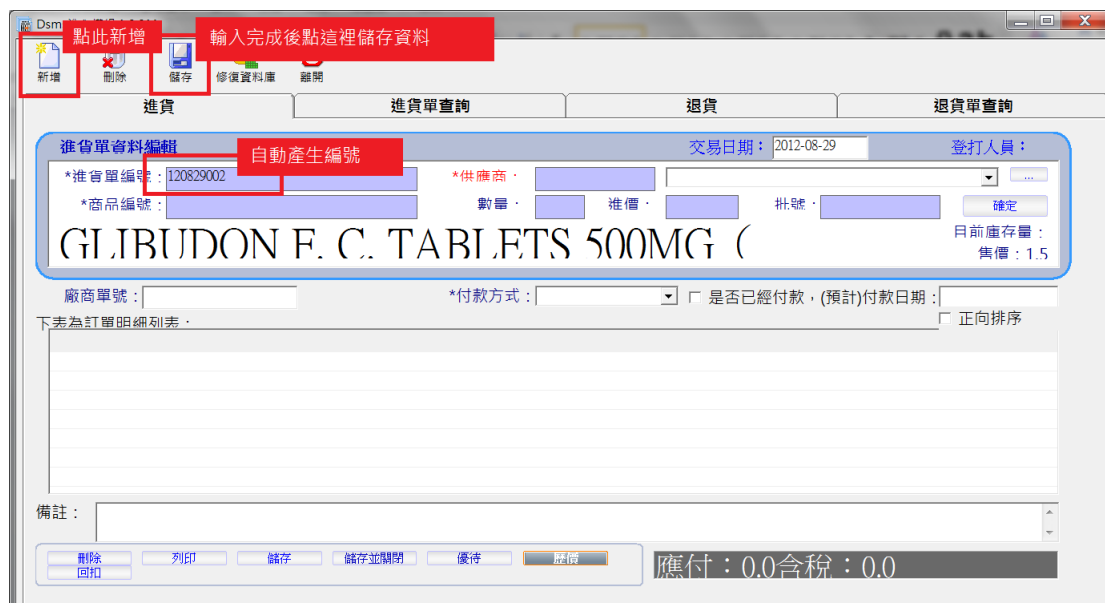 Dsm
點此新增
輸入完成後點這裡儲存資料
新增 刪除 儲存 修復資料庫 離開
進貨 進貨單查詢 退貨 退貨單查詢
進貨單資料編輯 自動產生編號 交易日期： 2012-08-29 登打人員：
*進貨單編號： 120829002 *供應商： ...
*商品編號： 數量： 進價： 批號： 確定
GLIBUDON F. C. TABLETS 500MG (
目前庫存量：
售價：1.5
廠商單號： *付款方式： 是否已經付款，(預計)付款日期：
下表為訂單明細列表： 正向排序
備註：
刪除 列印 儲存 儲存並關閉 優待 歷價
回扣
應付：0.0含稅：0.0